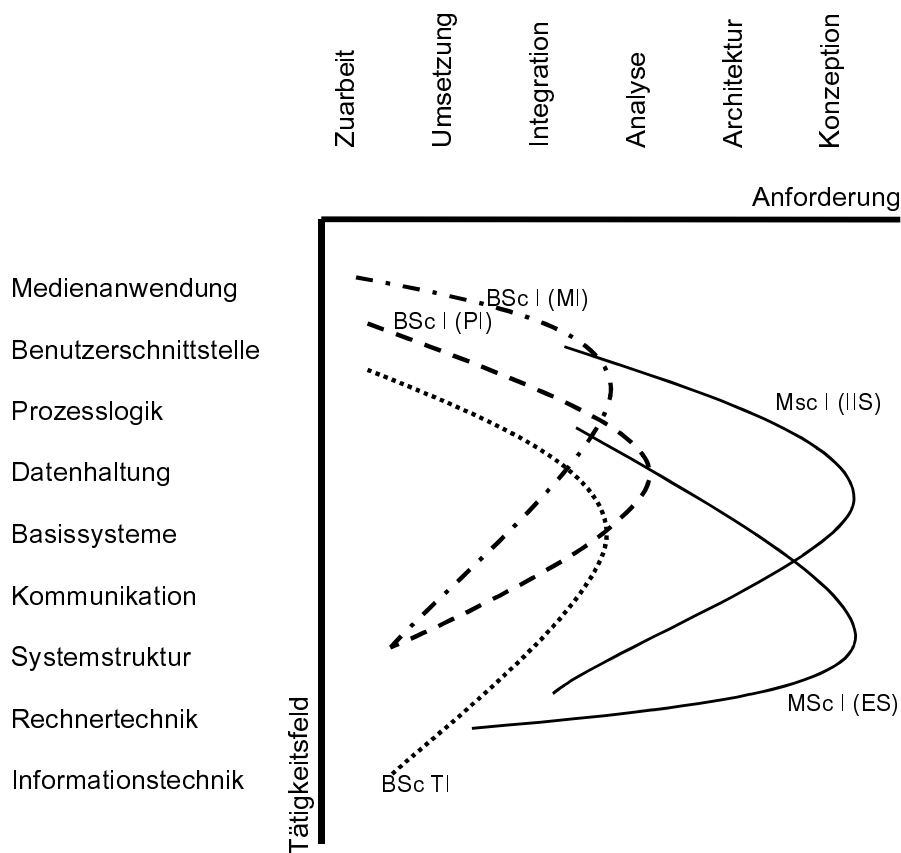 Zuarbeit
Umsetzung
Integration
Analyse
Architektur
Konzeption
Anforderung
Medienanwendung
BSc I (MI)
BSc I (PI)
Benutzerschnittstelle
Msc I (IIS)
Prozesslogik
Datenhaltung
Basissysteme
Kommunikation
Systemstruktur
MSc I (ES)
Rechnertechnik
Tätigkeitsfeld
Informationstechnik
BSc TI